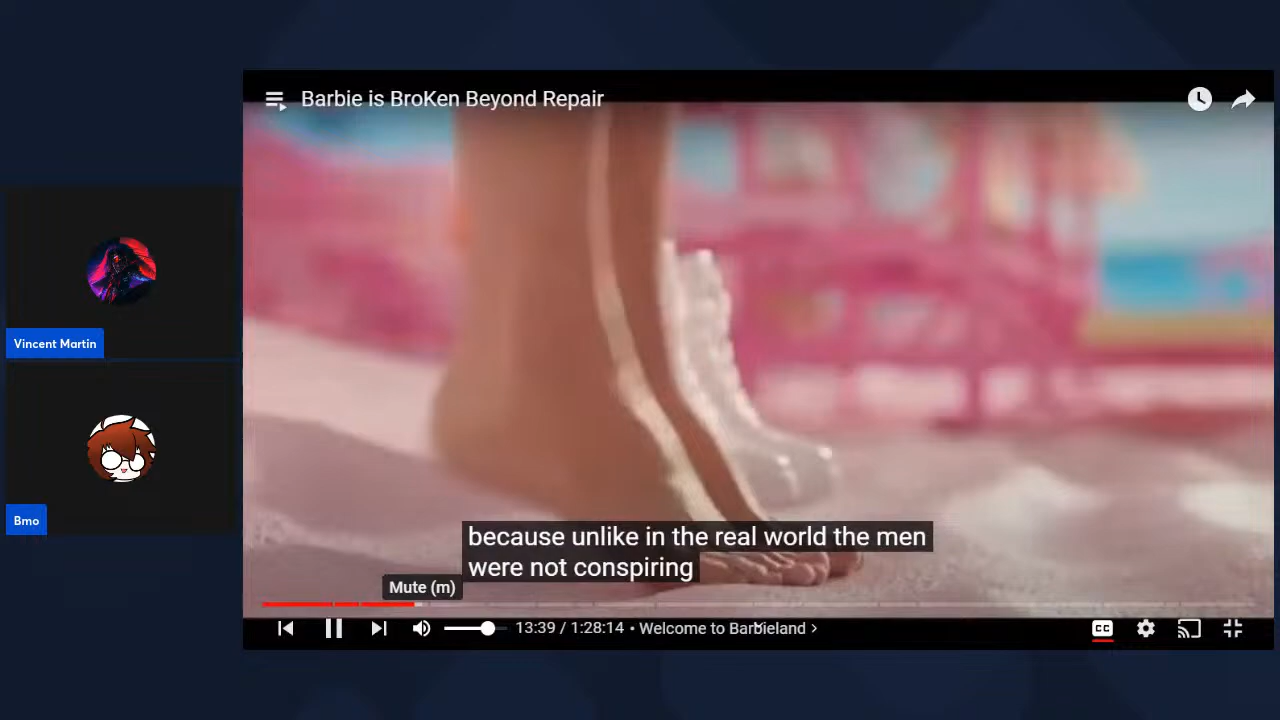 Barbie is BroKen Beyond Repair
Vincent Martin
Bmo
because unlike in the real world the men
were not conspiring
Mute (m)
13:39 / 1:28:14 • Welcome to Barbieland >
CC